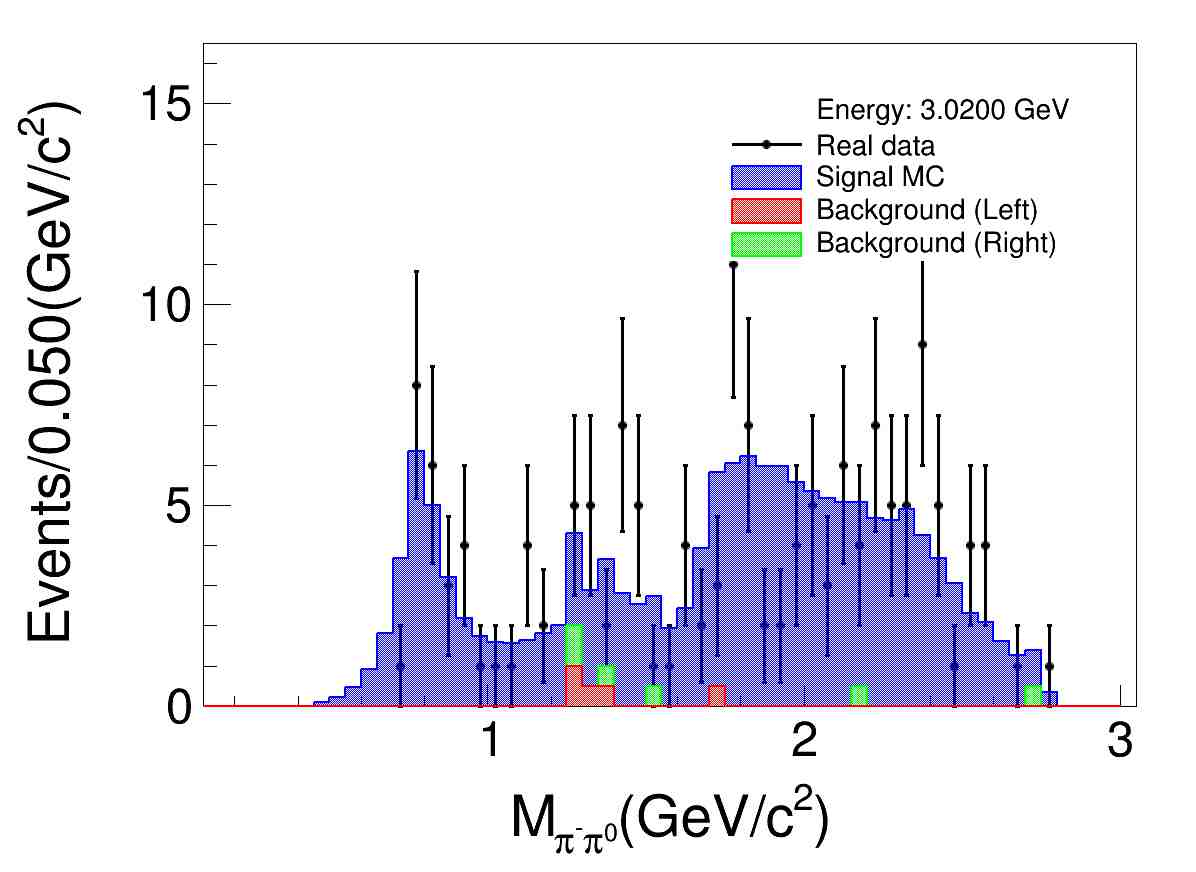 Events/0.050(GeV/c²)
15
10
5
0
Energy: 3.0200 GeV
Real data
Signal MC
Background (Left)
Background (Right)
1 2 3
M_π⁻π⁰(GeV/c²)